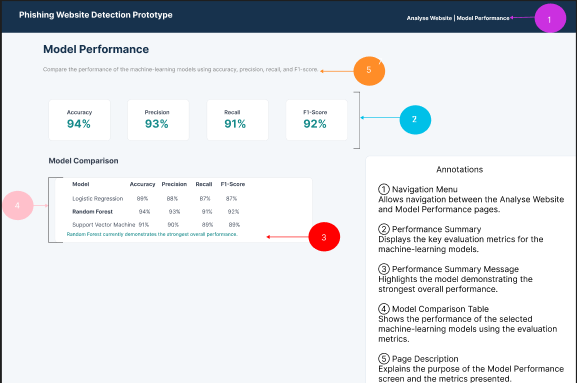 Phishing Website Detection Prototype
Analyse Website | Model Performance
1
Model Performance
Compare the performance of the machine-learning models using accuracy, precision, recall, and F1-score.
5
Accuracy
94%
Precision
93%
Recall
91%
F1-Score
92%
2
Model Comparison
Model Accuracy Precision Recall F1-Score
Logistic Regression 89% 88% 87% 87%
Random Forest 94% 93% 91% 92%
Support Vector Machine 91% 90% 89% 89%
Random Forest currently demonstrates the strongest overall performance.
4
3
Annotations
① Navigation Menu
Allows navigation between the Analyse Website
and Model Performance pages.
② Performance Summary
Displays the key evaluation metrics for the
machine-learning models.
③ Performance Summary Message
Highlights the model demonstrating the
strongest overall performance.
④ Model Comparison Table
Shows the performance of the selected
machine-learning models using the evaluation
metrics.
⑤ Page Description
Explains the purpose of the Model Performance
screen and the metrics presented.